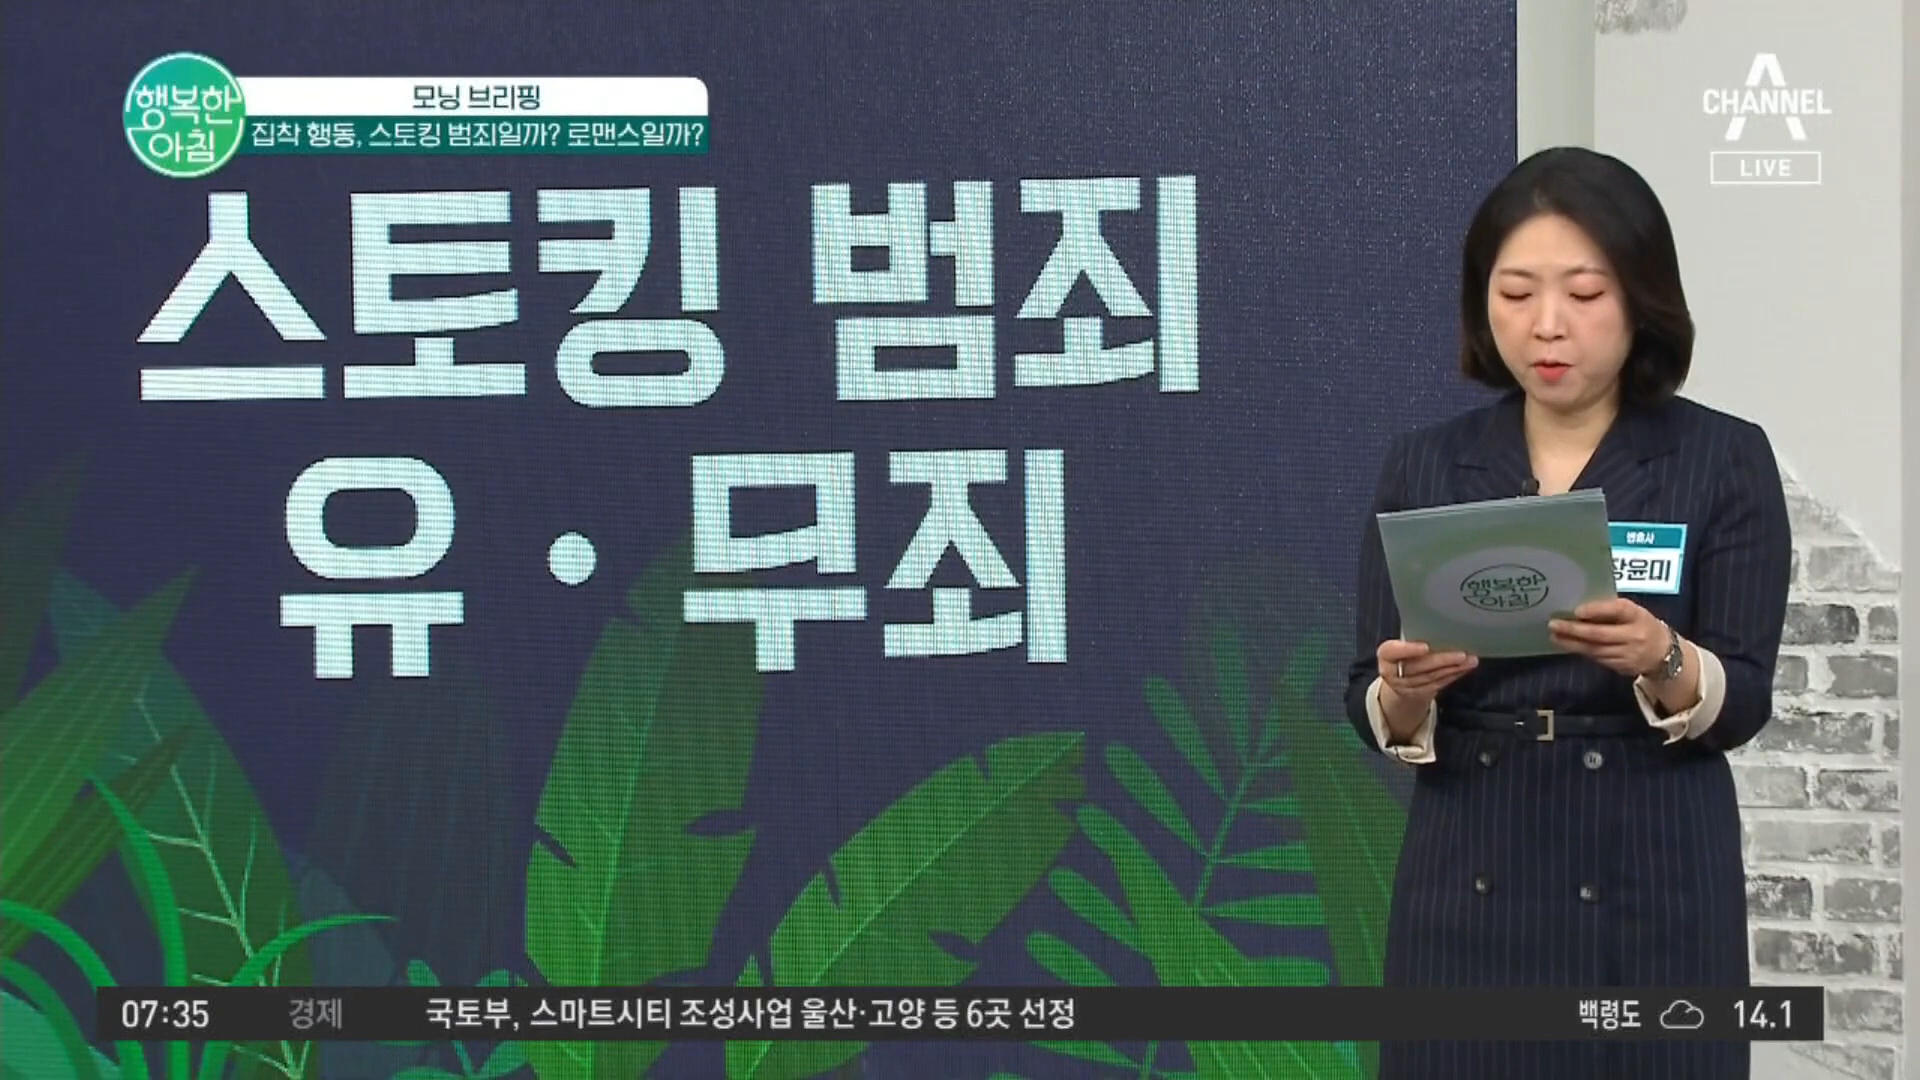 행복한
아침
모닝 브리핑
집착 행동, 스토킹 범죄일까? 로맨스일까?
CHANNEL A
LIVE
스토킹 범죄
유·무죄
변호사
장윤미
행복한
아침
07:35 경제 국토부, 스마트시티 조성사업 울산·고양 등 6곳 선정 백령도 14.1